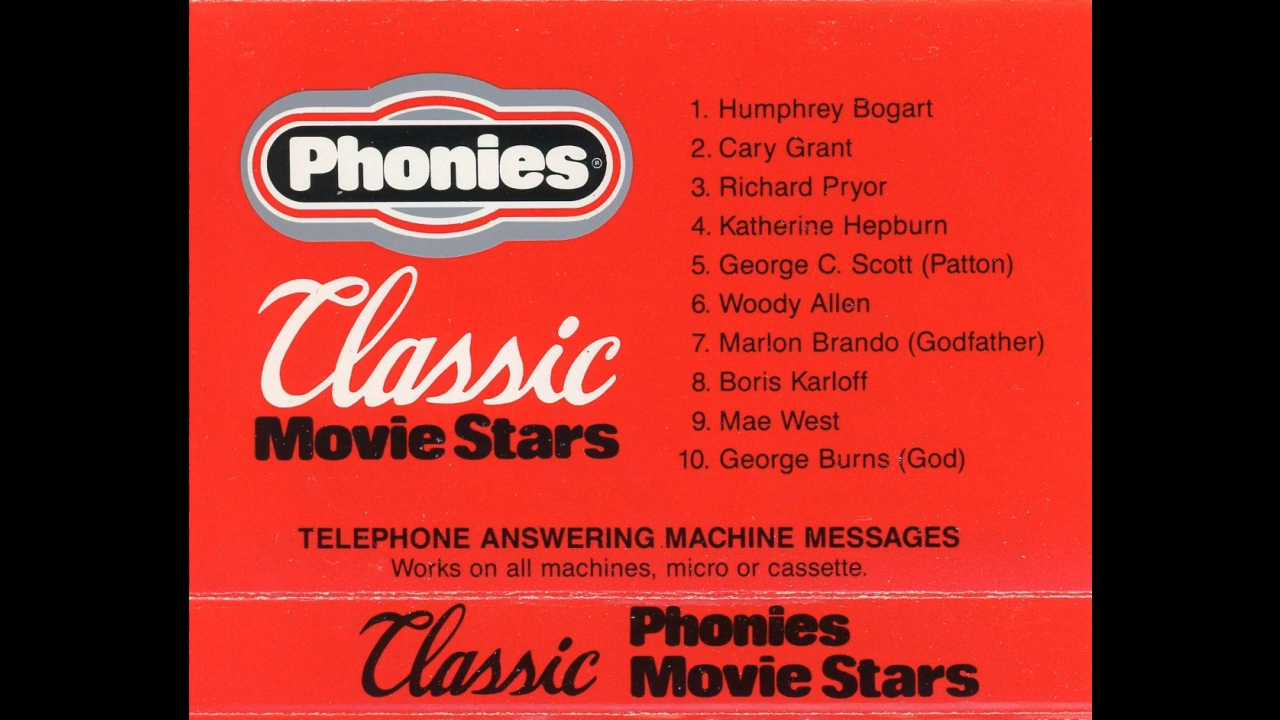 Phonies®
Classic
Movie Stars
1. Humphrey Bogart
2. Cary Grant
3. Richard Pryor
4. Katherine Hepburn
5. George C. Scott (Patton)
6. Woody Allen
7. Marlon Brando (Godfather)
8. Boris Karloff
9. Mae West
10. George Burns (God)
TELEPHONE ANSWERING MACHINE MESSAGES
Works on all machines, micro or cassette.
Classic Phonies
Movie Stars